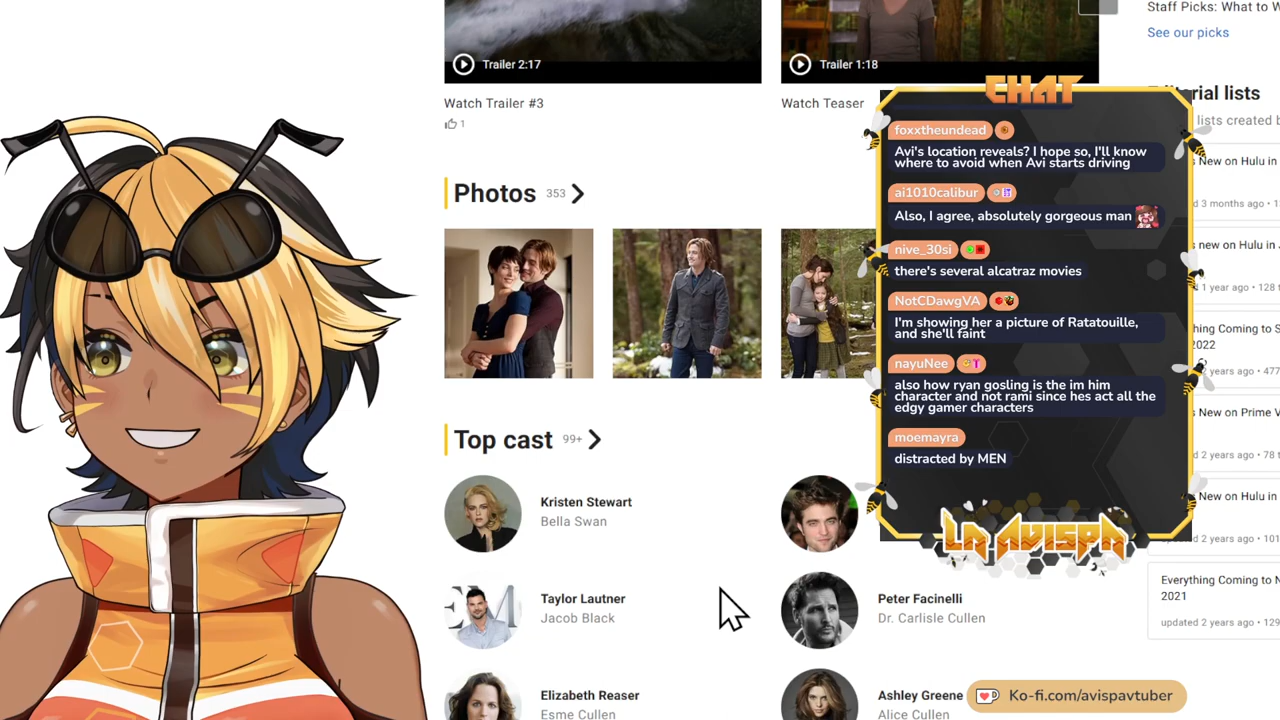 Trailer 2:17
Watch Trailer #3
1
Trailer 1:18
Watch Teaser
Staff Picks: What to W
See our picks
Photos 353
Top cast 99+
Kristen Stewart
Bella Swan
Taylor Lautner
Jacob Black
Peter Facinelli
Dr. Carlisle Cullen
Elizabeth Reaser
Esme Cullen
Ashley Greene
Alice Cullen
CHAT
foxxtheundead
Avi's location reveals? I hope so, I'll know
where to avoid when Avi starts driving
ai1010calibur
Also, I agree, absolutely gorgeous man
nive_30si
there's several alcatraz movies
NotCDawgVA
I'm showing her a picture of Ratatouille,
and she'll faint
nayuNee
also how ryan gosling is the im him
character and not rami since hes act all the
edgy gamer characters
moemayra
distracted by MEN
LA AVISPA
rial lists
lists created b
s New on Hulu in
d 3 months ago • 1
new on Hulu in J
1 year ago • 128 t
hing Coming to S
2022
years ago • 477
s New on Prime V
d 2 years ago • 78 t
s New on Hulu in
d 2 years ago • 101
Everything Coming to N
2021
updated 2 years ago • 129
Ko-fi.com/avispavtuber